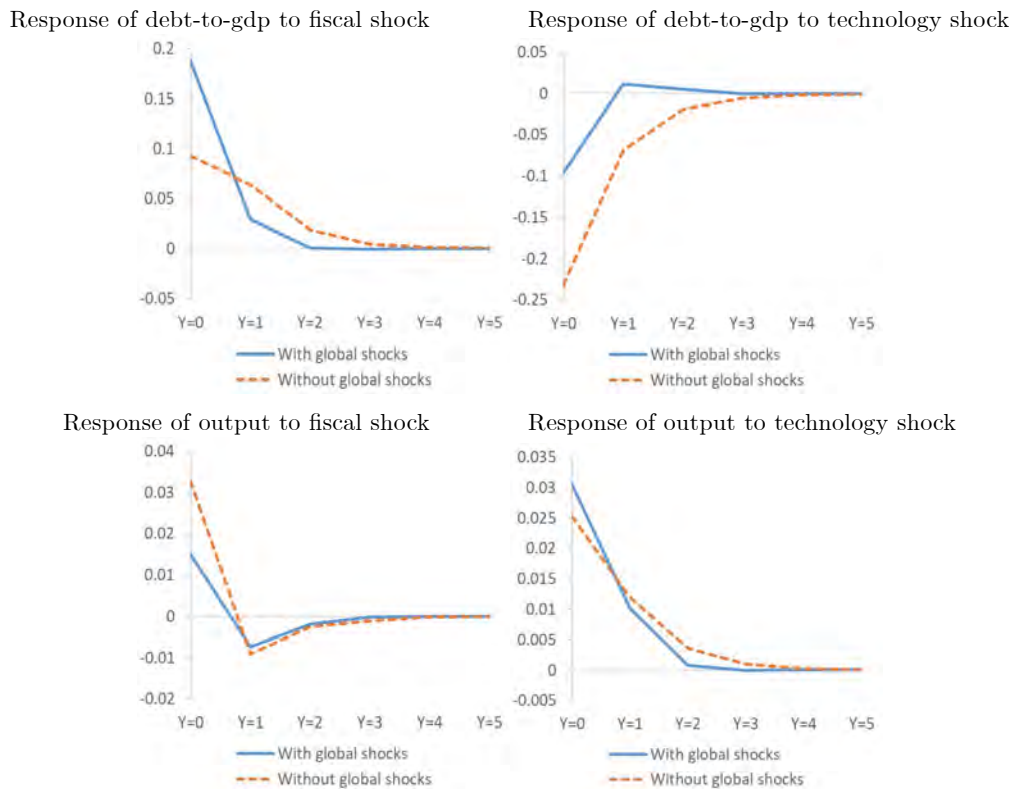 Response of debt-to-gdp to fiscal shock
0.2
0.15
0.1
0.05
0
-0.05
Y=0 Y=1 Y=2 Y=3 Y=4 Y=5
With global shocks
Without global shocks
Response of debt-to-gdp to technology shock
0.05
0
-0.05
-0.1
-0.15
-0.2
-0.25
Y=0 Y=1 Y=2 Y=3 Y=4 Y=5
With global shocks
Without global shocks
Response of output to fiscal shock
0.04
0.03
0.02
0.01
0
-0.01
-0.02
Y=0 Y=1 Y=2 Y=3 Y=4 Y=5
With global shocks
Without global shocks
Response of output to technology shock
0.035
0.03
0.025
0.02
0.015
0.01
0.005
0
-0.005
Y=0 Y=1 Y=2 Y=3 Y=4 Y=5
With global shocks
Without global shocks